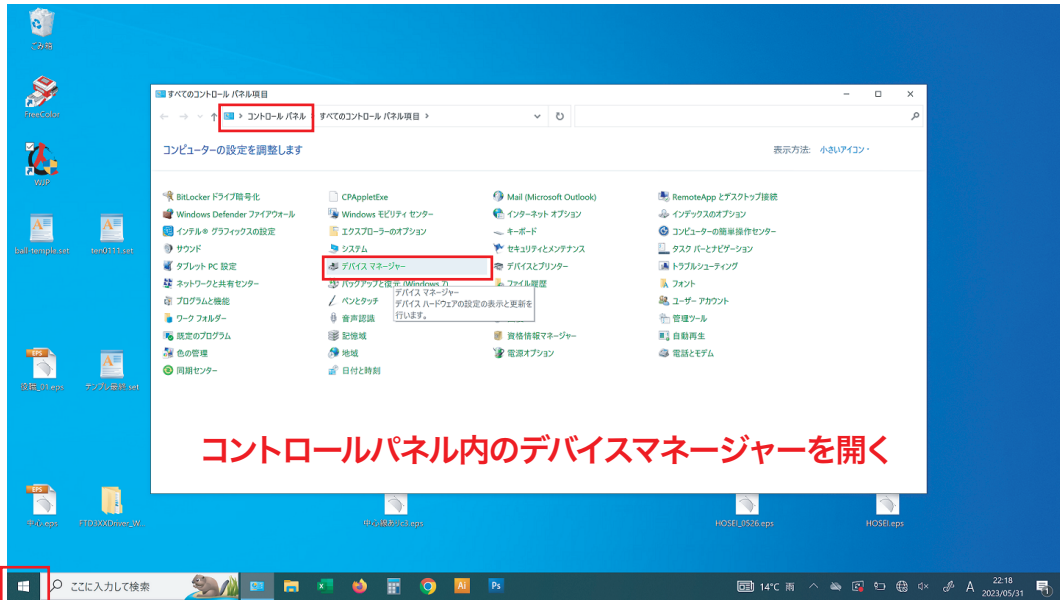 ごみ箱
FreeColor
WJP
ball-temple.set
ten0111.set
テンプレ最終.set
FTD3XXDriver_W...
HOSEI_0526.eps
HOSEI.eps
すべてのコントロール パネル項目
コントロール パネル > すべてのコントロール パネル項目 >
コンピューターの設定を調整します
表示方法: 小さいアイコン
BitLocker ドライブ暗号化
CPAppletExe
Mail (Microsoft Outlook)
RemoteApp とデスクトップ接続
Windows Defender ファイアウォール
Windows モビリティ センター
インターネット オプション
インデックスのオプション
インテル® グラフィックスの設定
エクスプローラーのオプション
キーボード
コンピューターの簡単操作センター
サウンド
システム
セキュリティとメンテナンス
タスク バーとナビゲーション
タブレット PC 設定
デバイス マネージャー
デバイスとプリンター
トラブルシューティング
ネットワークと共有センター
バックアップと復元 (Windows 7)
ファイル履歴
フォント
プログラムと機能
ペンとタッチ
デバイス マネージャー
デバイス ハードウェアの設定の表示と更新を
行います。
ユーザー アカウント
ワーク フォルダー
音声認識
管理ツール
既定のプログラム
記憶域
資格情報マネージャー
自動再生
色の管理
地域
電源オプション
電話とモデム
同期センター
日付と時刻
コントロールパネル内のデバイスマネージャーを開く
ここに入力して検索
Ai
Ps
14°C 雨
A
22:18
2023/05/31